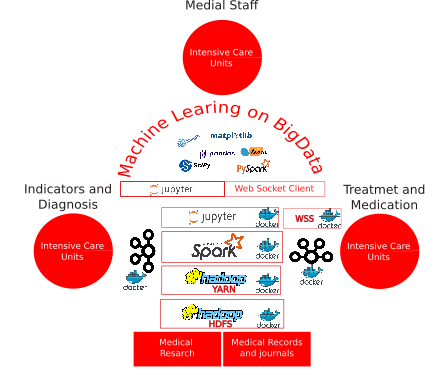 Medial Staff
Intensive Care
Units
Machine Learing on BigData
matplotlib
pandas
learn
SciPy
PySpark
jupyter
Web Socket Client
Indicators and
Diagnosis
Treatmet and
Medication
Intensive Care
Units
Intensive Care
Units
jupyter
docker
WSS
docker
Spark
docker
docker
docker
hadoop
YARN
docker
hadoop
HDFS
docker
Medical
Resarch
Medical Records
and journals